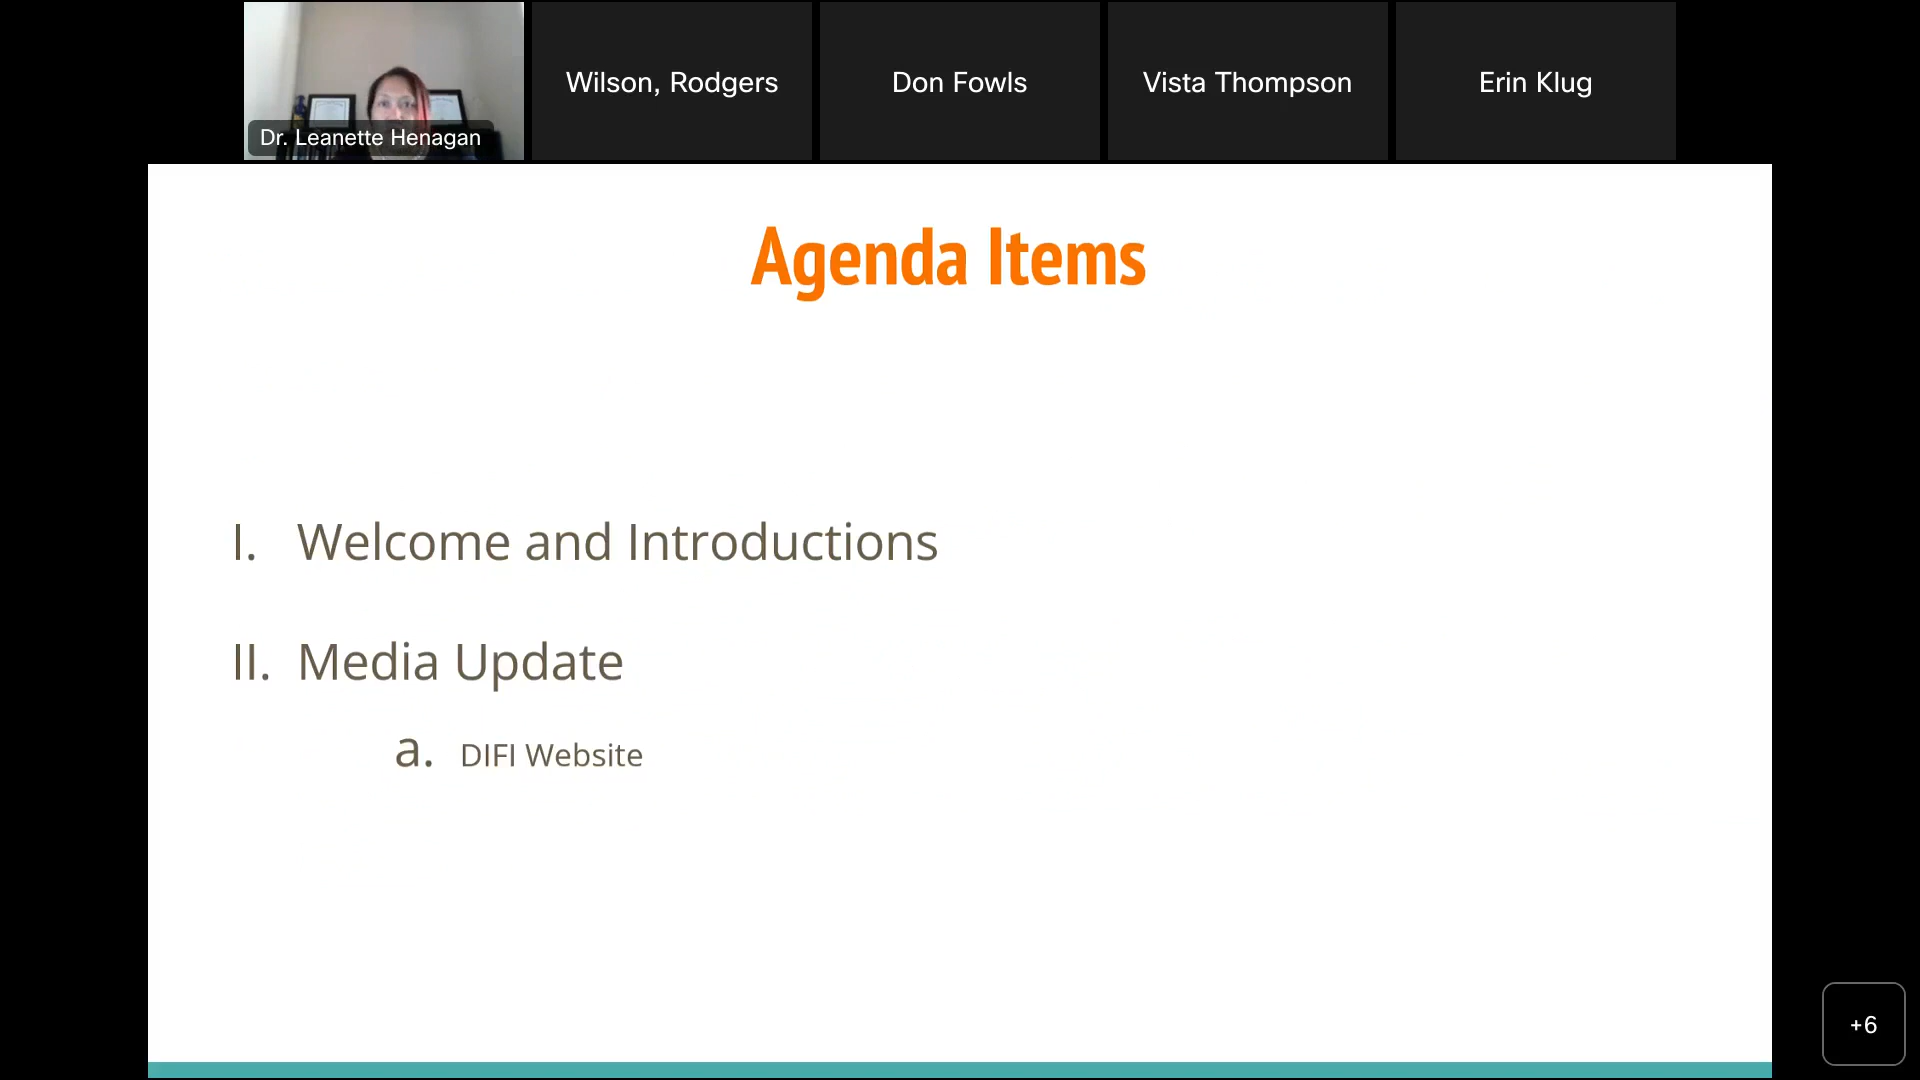 Dr. Leanette Henagan
Wilson, Rodgers
Don Fowls
Vista Thompson
Erin Klug
Agenda Items
I. Welcome and Introductions
II. Media Update
a. DIFI Website
+6